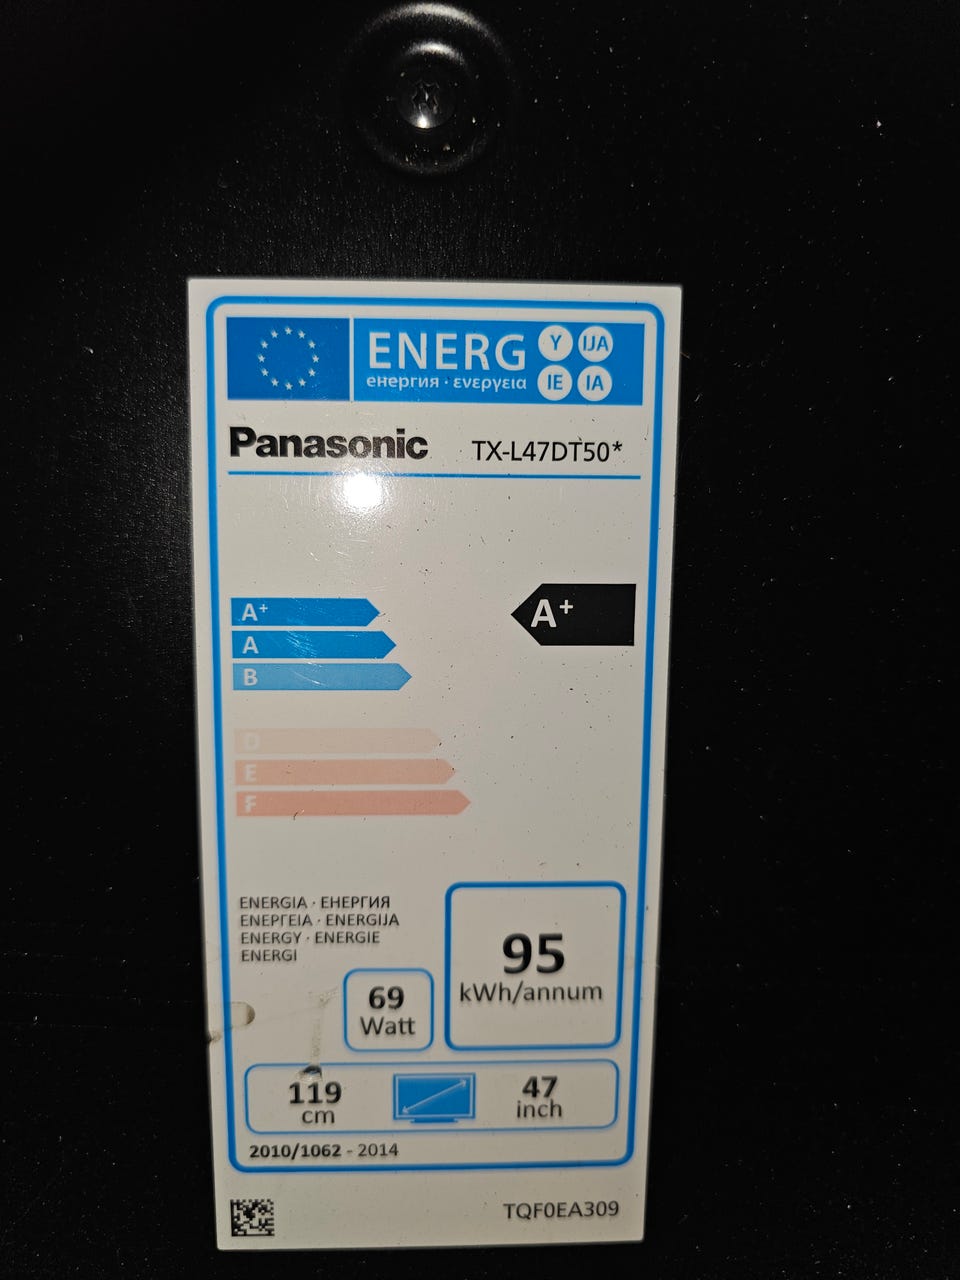 ENERG Y IJA
енергия · ενεργεια IE IA
Panasonic TX-L47DT50*
A+
A+
A
B
D
E
F
ENERGIA · ЕНЕРГИЯ
ΕΝΕΡΓΕΙΑ · ENERGIJA
ENERGY · ENERGIE
ENERGI
95
kWh/annum
69
Watt
119
cm
47
inch
2010/1062 - 2014
TQF0EA309